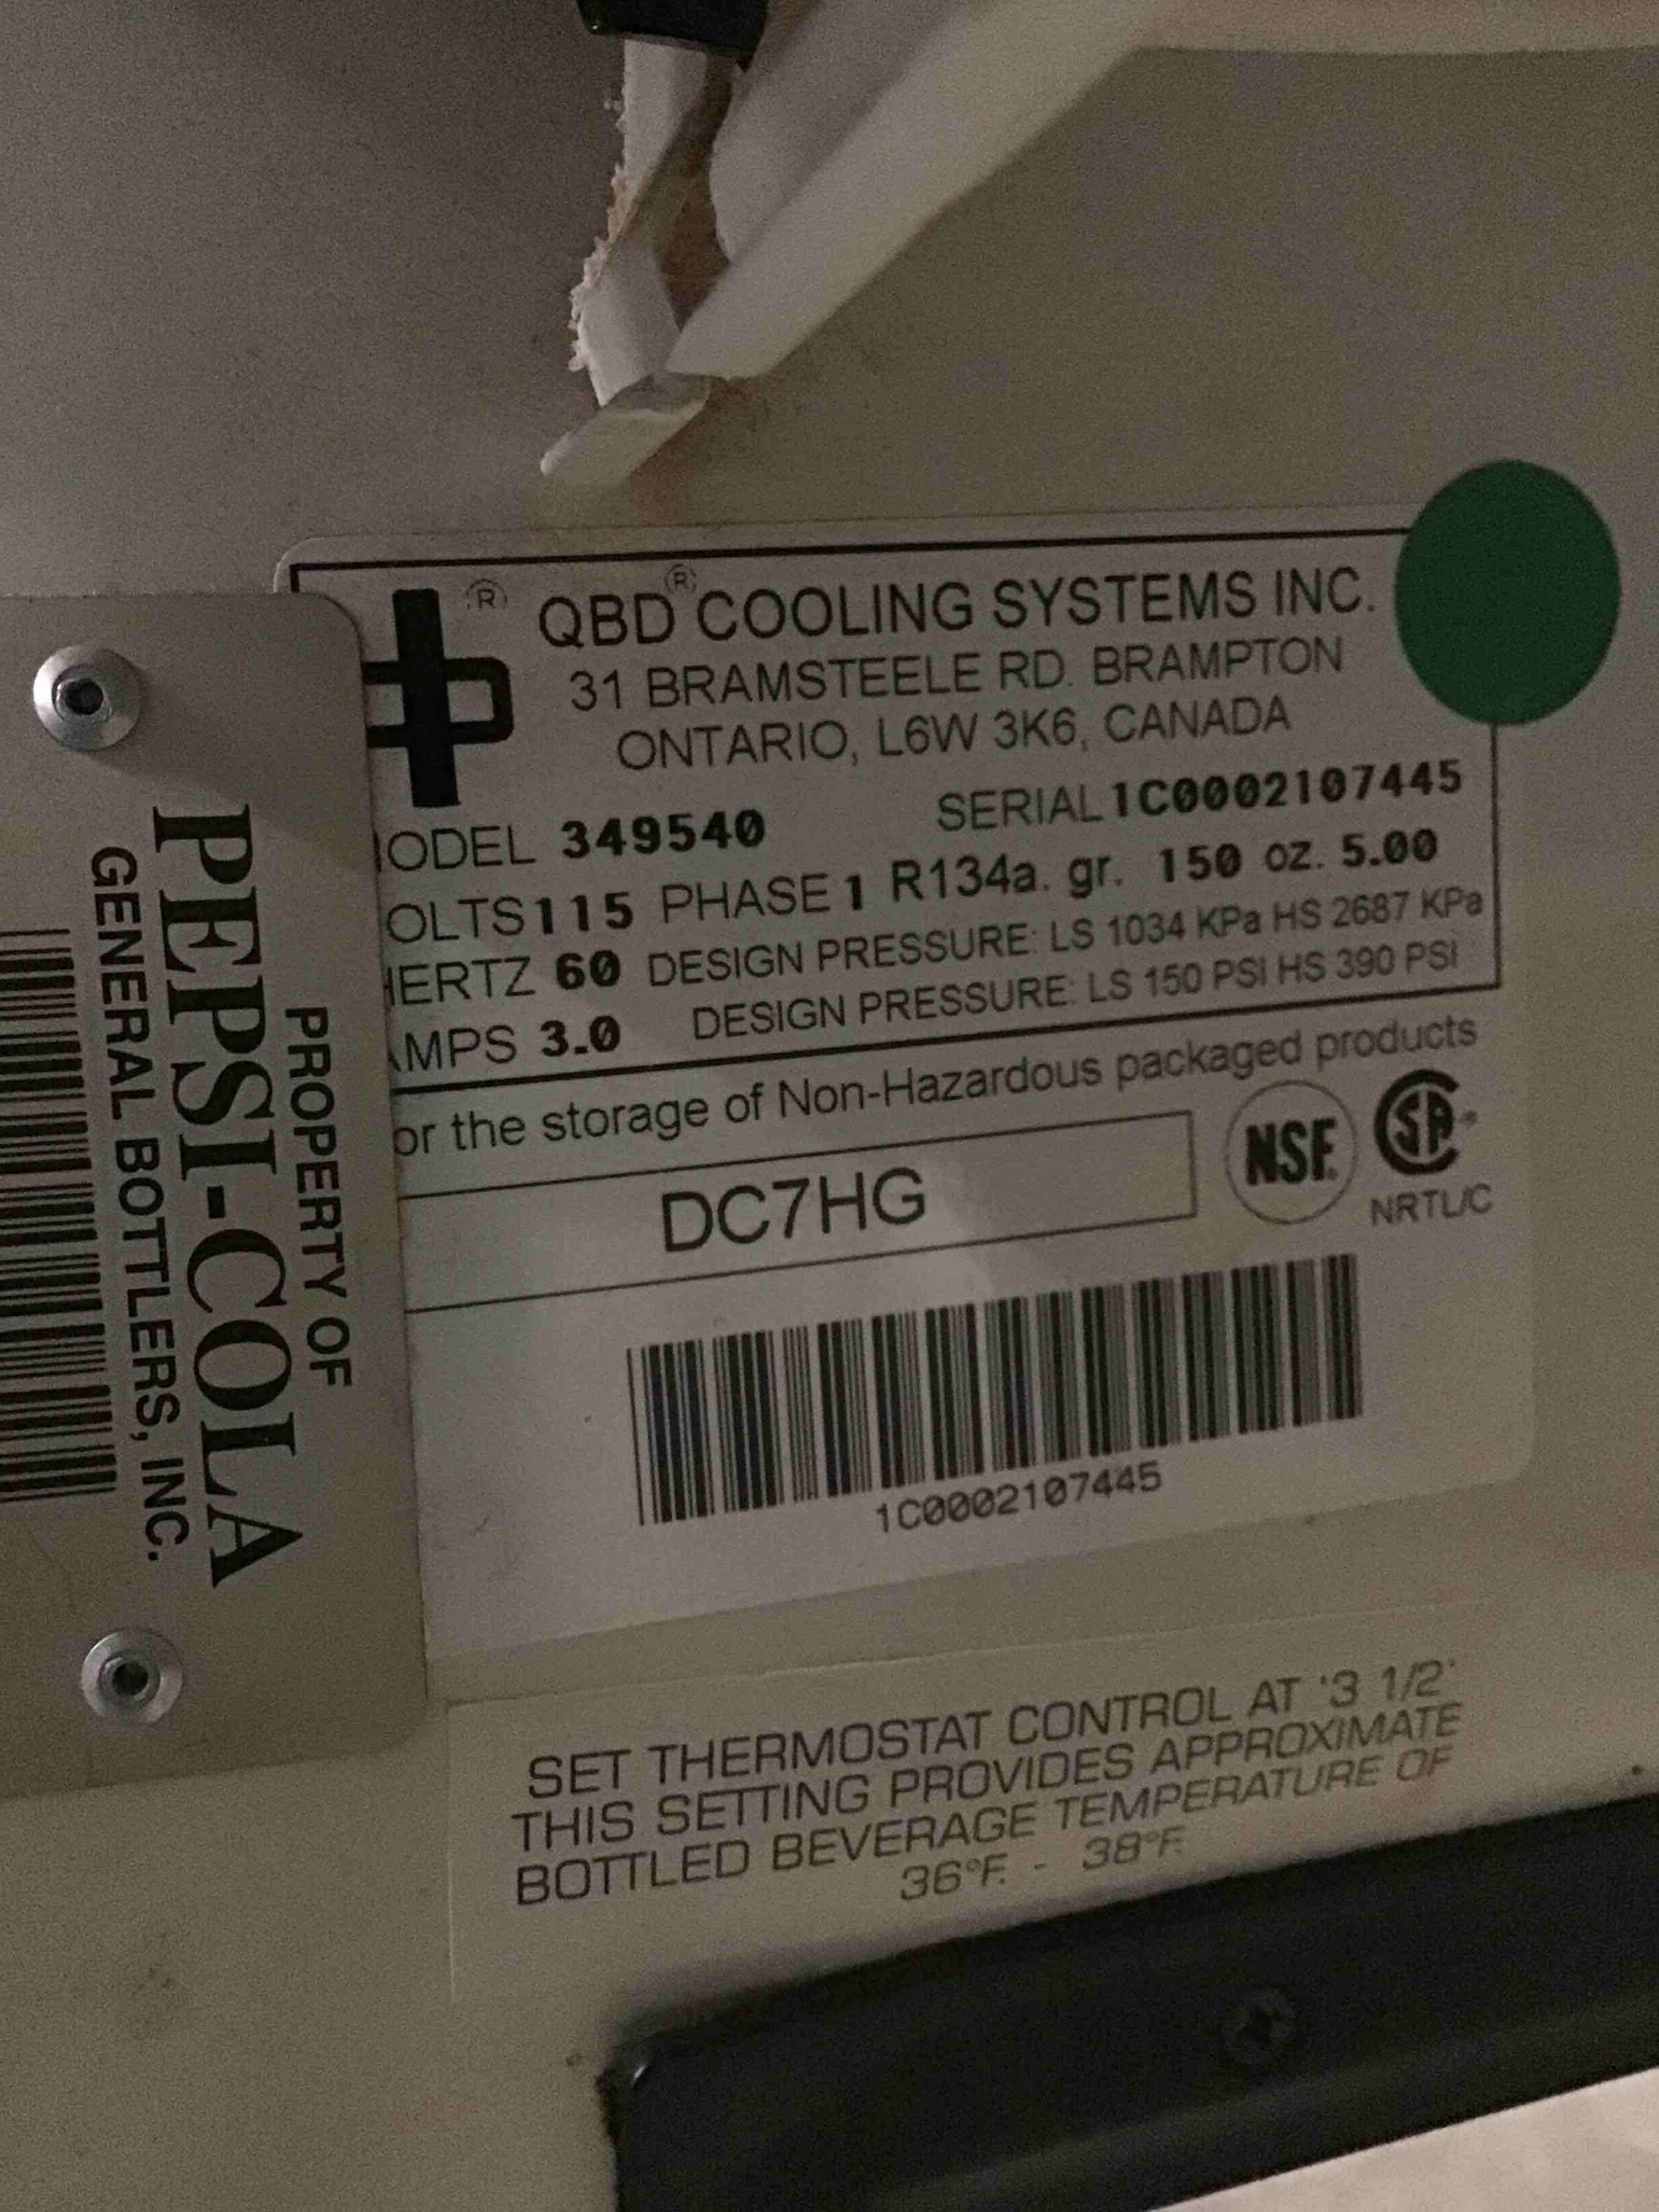 ® QBD® COOLING SYSTEMS INC.
31 BRAMSTEELE RD. BRAMPTON
ONTARIO, L6W 3K6, CANADA
ODEL 349540 SERIAL 1C0002107445
OLTS 115 PHASE 1 R134a. gr. 150 oz. 5.00
HERTZ 60 DESIGN PRESSURE: LS 1034 KPa HS 2687 KPa
AMPS 3.0 DESIGN PRESSURE: LS 150 PSI HS 390 PSI
or the storage of Non-Hazardous packaged products
DC7HG
NSF. SA
NRTL/C
1C0002107445
PROPERTY OF
PEPSI-COLA
GENERAL BOTTLERS, INC.
SET THERMOSTAT CONTROL AT '3 1/2'
THIS SETTING PROVIDES APPROXIMATE
BOTTLED BEVERAGE TEMPERATURE OF
36°F. - 38°F.